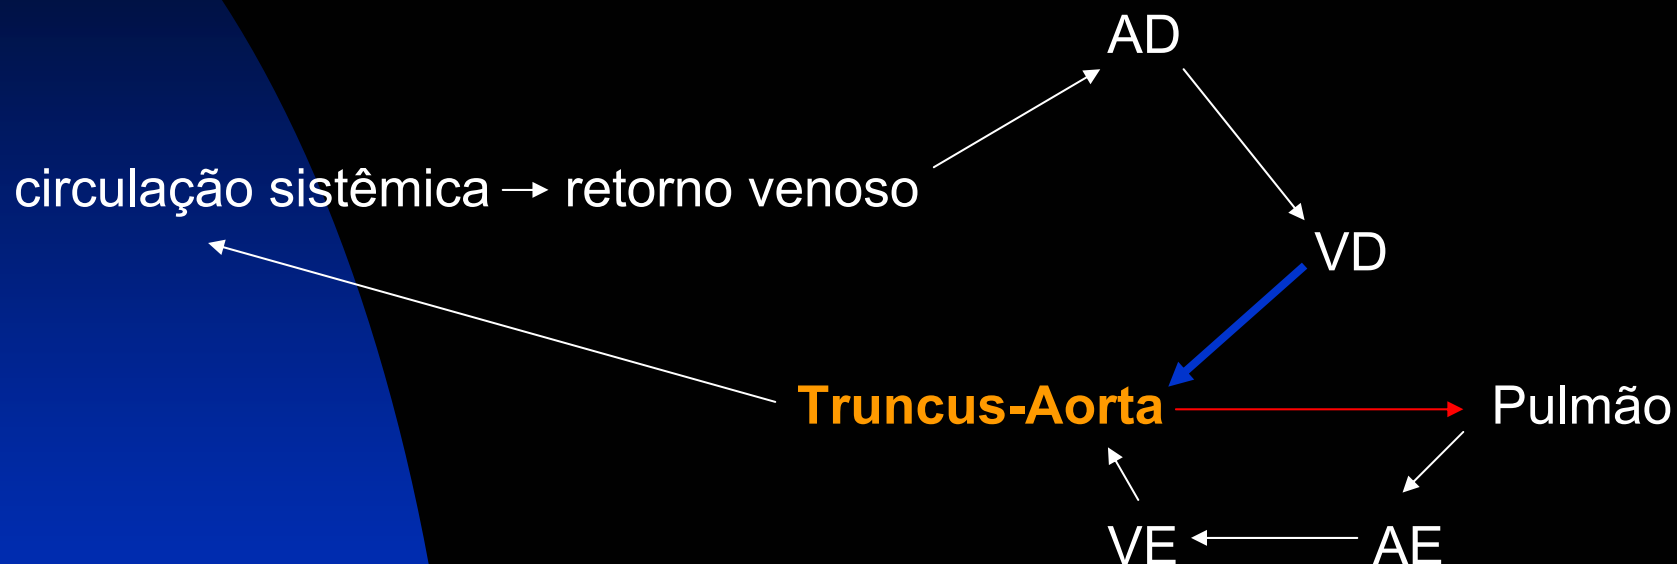 AD
circulação sistêmica → retorno venoso
VD
Truncus-Aorta
Pulmão
VE
AE